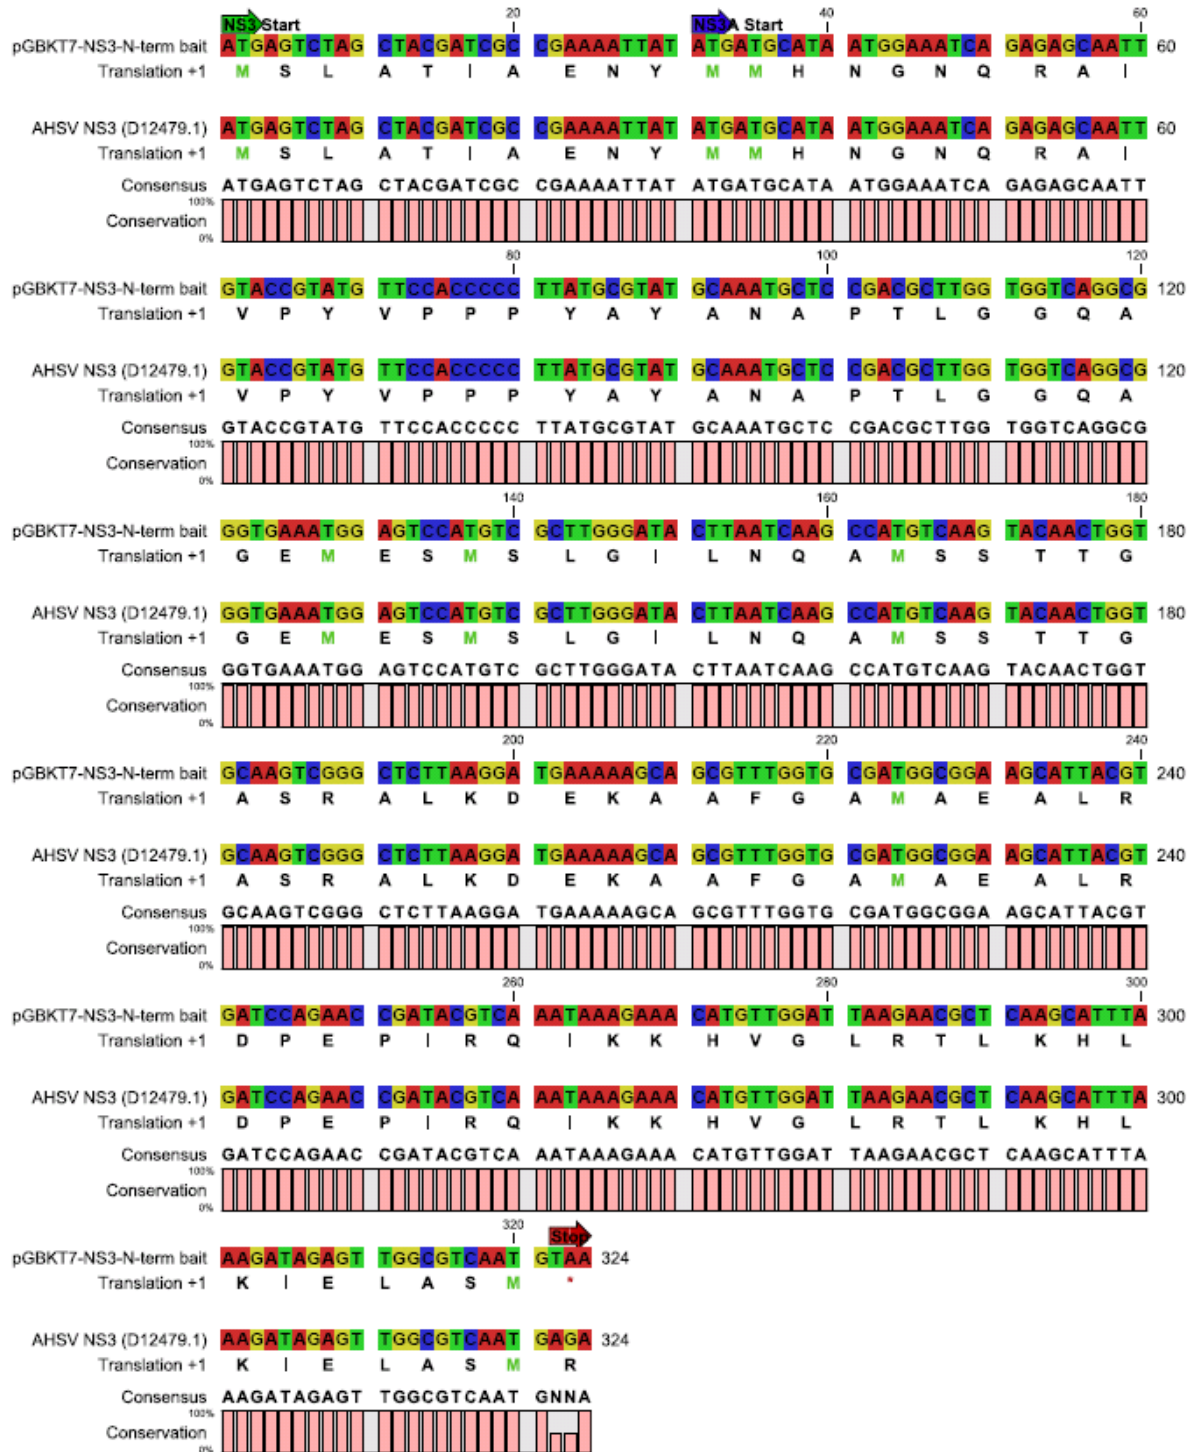 20 40 60
NS3 Start NS3A Start
pGBKT7-NS3-N-term bait ATGAGTCTAG CTACGATCGC CGAAAATTAT ATGATGCATA ATGGAAATCA GAGAGCAATT 60
Translation +1 M S L A T I A E N Y M M H N G N Q R A I
AHSV NS3 (D12479.1) ATGAGTCTAG CTACGATCGC CGAAAATTAT ATGATGCATA ATGGAAATCA GAGAGCAATT 60
Translation +1 M S L A T I A E N Y M M H N G N Q R A I
Consensus ATGAGTCTAG CTACGATCGC CGAAAATTAT ATGATGCATA ATGGAAATCA GAGAGCAATT
100%
Conservation
0%
80 100 120
pGBKT7-NS3-N-term bait GTACCGTATG TTCCACCCCC TTATGCGTAT GCAAATGCTC CGACGCTTGG TGGTCAGGCG 120
Translation +1 V P Y V P P P Y A Y A N A P T L G G Q A
AHSV NS3 (D12479.1) GTACCGTATG TTCCACCCCC TTATGCGTAT GCAAATGCTC CGACGCTTGG TGGTCAGGCG 120
Translation +1 V P Y V P P P Y A Y A N A P T L G G Q A
Consensus GTACCGTATG TTCCACCCCC TTATGCGTAT GCAAATGCTC CGACGCTTGG TGGTCAGGCG
100%
Conservation
0%
140 160 180
pGBKT7-NS3-N-term bait GGTGAAATGG AGTCCATGTC GCTTGGGATA CTTAATCAAG CCATGTCAAG TACAACTGGT 180
Translation +1 G E M E S M S L G I L N Q A M S S T T G
AHSV NS3 (D12479.1) GGTGAAATGG AGTCCATGTC GCTTGGGATA CTTAATCAAG CCATGTCAAG TACAACTGGT 180
Translation +1 G E M E S M S L G I L N Q A M S S T T G
Consensus GGTGAAATGG AGTCCATGTC GCTTGGGATA CTTAATCAAG CCATGTCAAG TACAACTGGT
100%
Conservation
0%
200 220 240
pGBKT7-NS3-N-term bait GCAAGTCGGG CTCTTAAGGA TGAAAAAGCA GCGTTTGGTG CGATGGCGGA AGCATTACGT 240
Translation +1 A S R A L K D E K A A F G A M A E A L R
AHSV NS3 (D12479.1) GCAAGTCGGG CTCTTAAGGA TGAAAAAGCA GCGTTTGGTG CGATGGCGGA AGCATTACGT 240
Translation +1 A S R A L K D E K A A F G A M A E A L R
Consensus GCAAGTCGGG CTCTTAAGGA TGAAAAAGCA GCGTTTGGTG CGATGGCGGA AGCATTACGT
100%
Conservation
0%
260 280 300
pGBKT7-NS3-N-term bait GATCCAGAAC CGATACGTCA AATAAAGAAA CATGTTGGAT TAAGAACGCT CAAGCATTTA 300
Translation +1 D P E P I R Q I K K H V G L R T L K H L
AHSV NS3 (D12479.1) GATCCAGAAC CGATACGTCA AATAAAGAAA CATGTTGGAT TAAGAACGCT CAAGCATTTA 300
Translation +1 D P E P I R Q I K K H V G L R T L K H L
Consensus GATCCAGAAC CGATACGTCA AATAAAGAAA CATGTTGGAT TAAGAACGCT CAAGCATTTA
100%
Conservation
0%
320
Stop
pGBKT7-NS3-N-term bait AAGATAGAGT TGGCGTCAAT GTAA 324
Translation +1 K I E L A S M *
AHSV NS3 (D12479.1) AAGATAGAGT TGGCGTCAAT GAGA 324
Translation +1 K I E L A S M R
Consensus AAGATAGAGT TGGCGTCAAT GNNA
100%
Conservation
0%